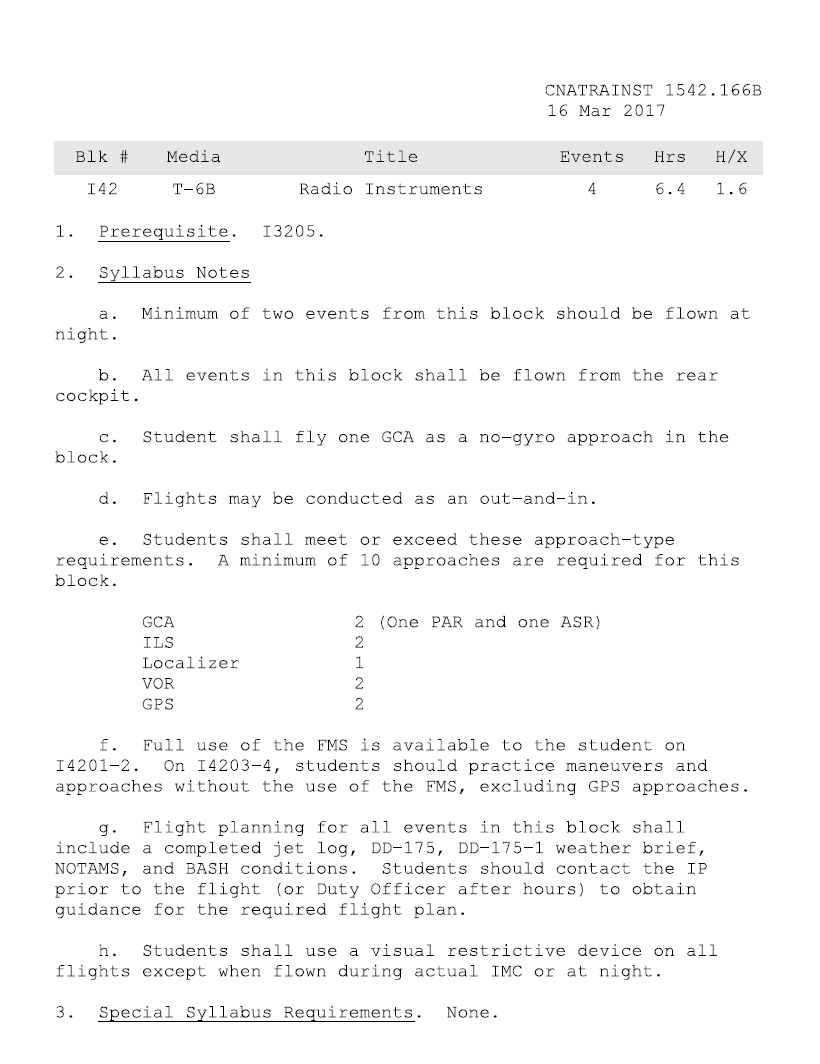 CNATRAINST 1542.166B
16 Mar 2017
Blk # Media Title Events Hrs H/X
I42 T-6B Radio Instruments 4 6.4 1.6
1. Prerequisite. I3205.
2. Syllabus Notes
a. Minimum of two events from this block should be flown at
night.
b. All events in this block shall be flown from the rear
cockpit.
c. Student shall fly one GCA as a no-gyro approach in the
block.
d. Flights may be conducted as an out-and-in.
e. Students shall meet or exceed these approach-type
requirements. A minimum of 10 approaches are required for this
block.
GCA 2 (One PAR and one ASR)
ILS 2
Localizer 1
VOR 2
GPS 2
f. Full use of the FMS is available to the student on
I4201-2. On I4203-4, students should practice maneuvers and
approaches without the use of the FMS, excluding GPS approaches.
g. Flight planning for all events in this block shall
include a completed jet log, DD-175, DD-175-1 weather brief,
NOTAMS, and BASH conditions. Students should contact the IP
prior to the flight (or Duty Officer after hours) to obtain
guidance for the required flight plan.
h. Students shall use a visual restrictive device on all
flights except when flown during actual IMC or at night.
3. Special Syllabus Requirements. None.